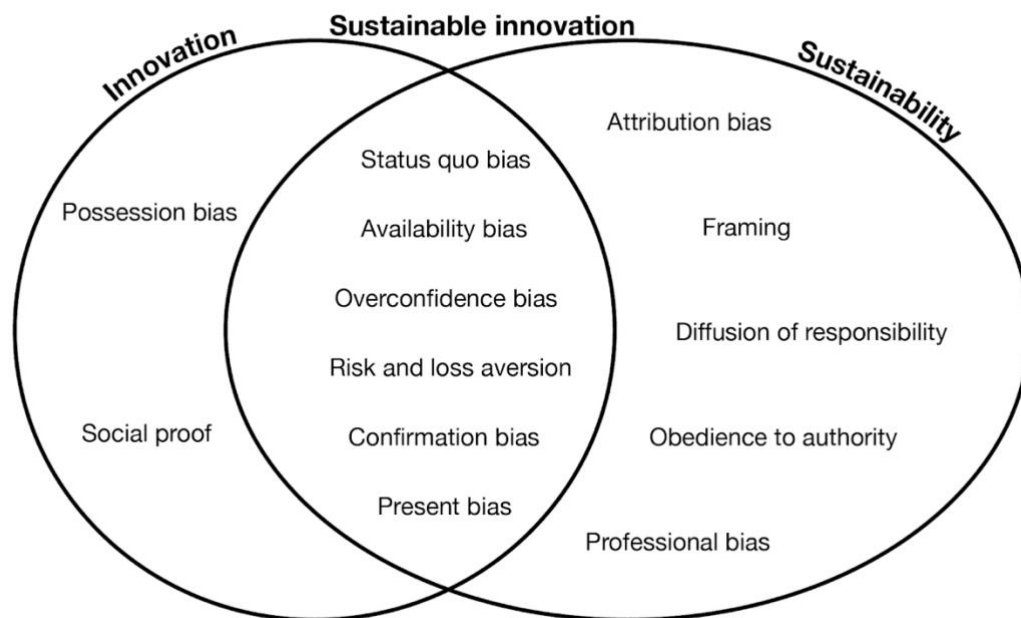 Sustainable innovation
Innovation
Sustainability
Possession bias
Social proof
Status quo bias
Availability bias
Overconfidence bias
Risk and loss aversion
Confirmation bias
Present bias
Attribution bias
Framing
Diffusion of responsibility
Obedience to authority
Professional bias